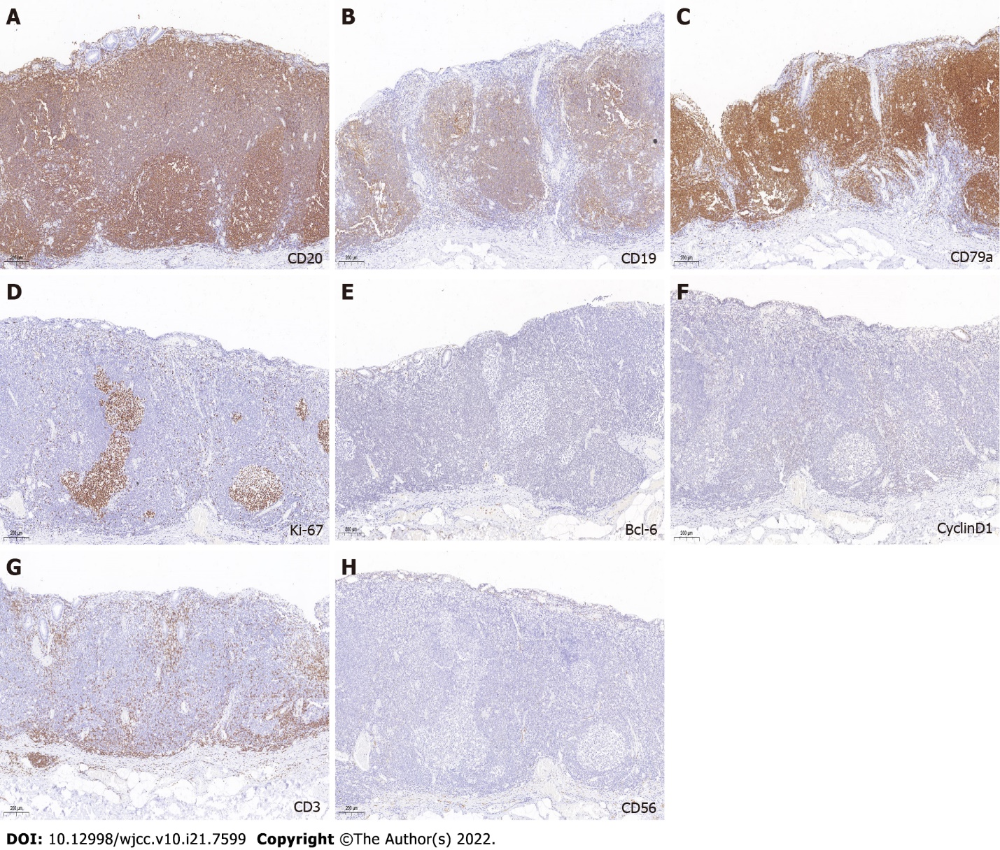 A B C
CD20 CD19 CD79a
200 μm 200 μm 200 μm
D E F
Ki-67 Bcl-6 CyclinD1
200 μm 200 μm 200 μm
G H
CD3 CD56
200 μm 200 μm
DOI: 10.12998/wjcc.v10.i21.7599 Copyright ©The Author(s) 2022.